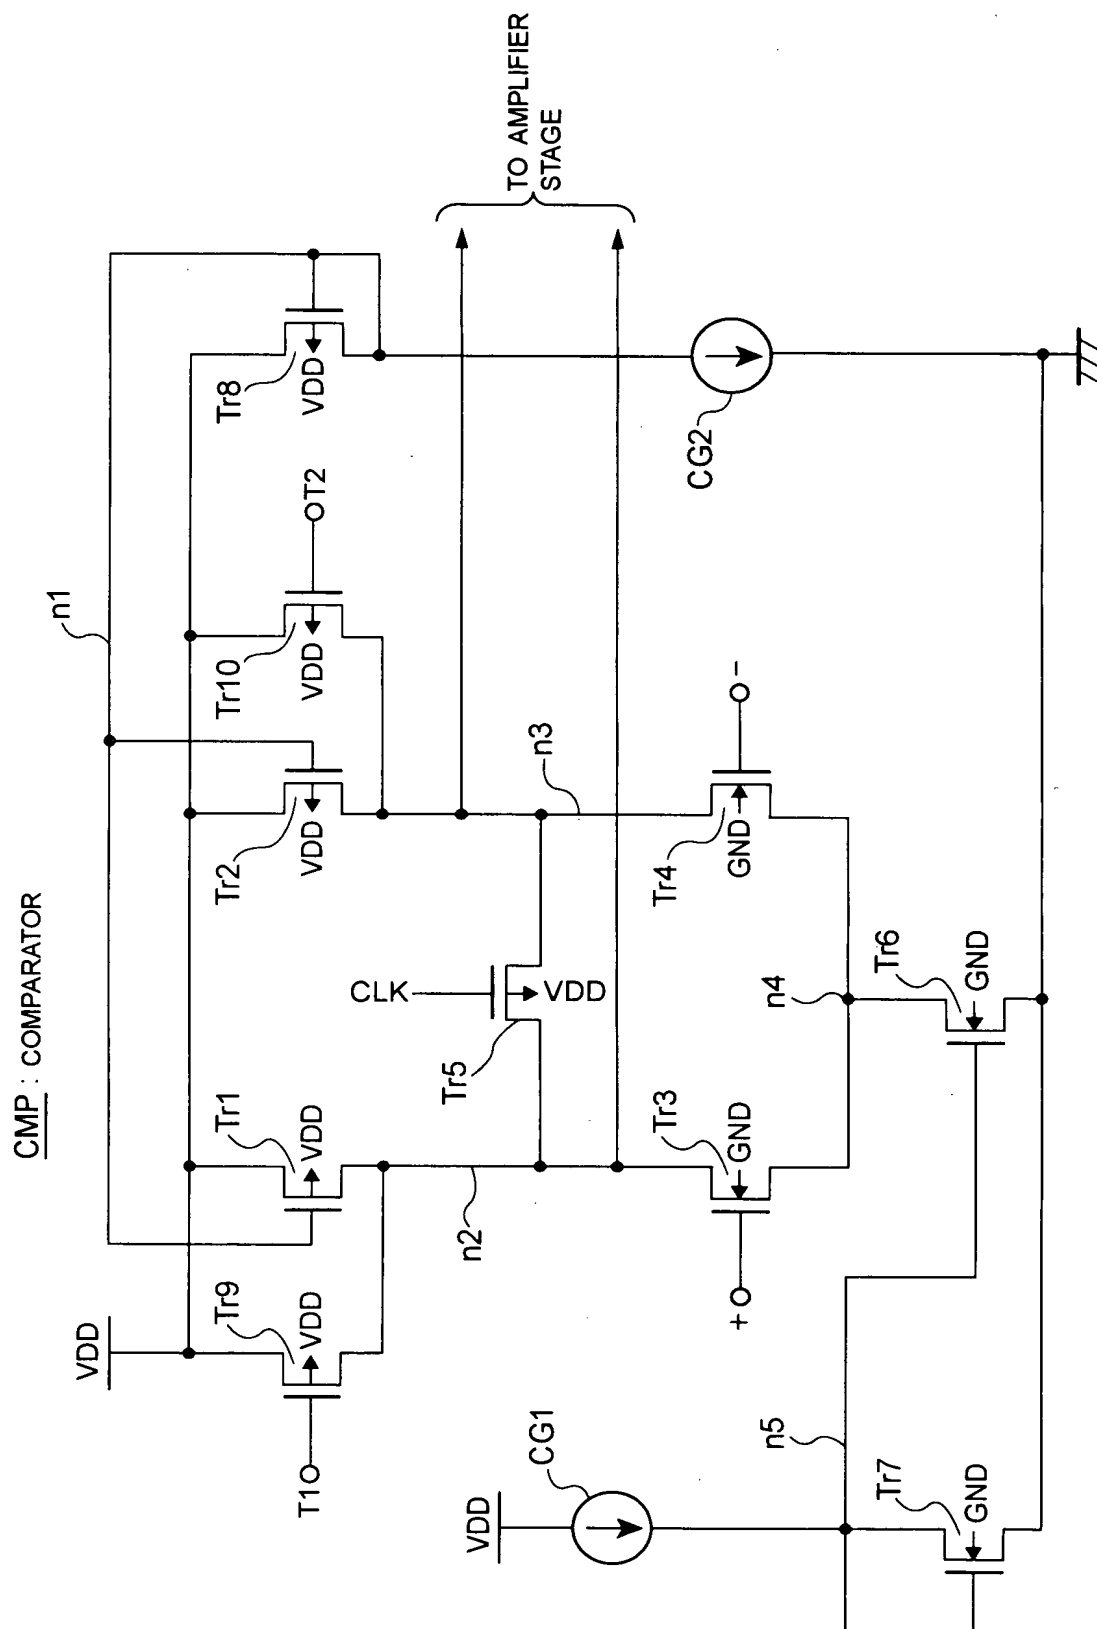 CMP : COMPARATOR
VDD
n1
Tr9
VDD
T1
Tr1
VDD
Tr2
VDD
Tr10
VDD
T2
Tr8
VDD
TO AMPLIFIER
STAGE
CLK
VDD
Tr5
n2
n3
CG1
VDD
+
Tr3
GND
Tr4
GND
-
CG2
n4
n5
Tr7
GND
Tr6
GND